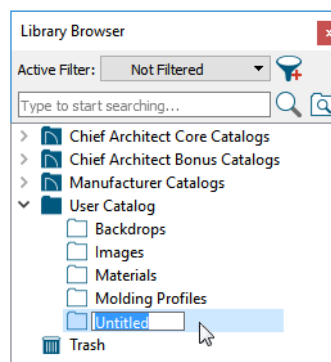 Library Browser
Active Filter: Not Filtered
Type to start searching...
Chief Architect Core Catalogs
Chief Architect Bonus Catalogs
Manufacturer Catalogs
User Catalog
Backdrops
Images
Materials
Molding Profiles
Untitled
Trash